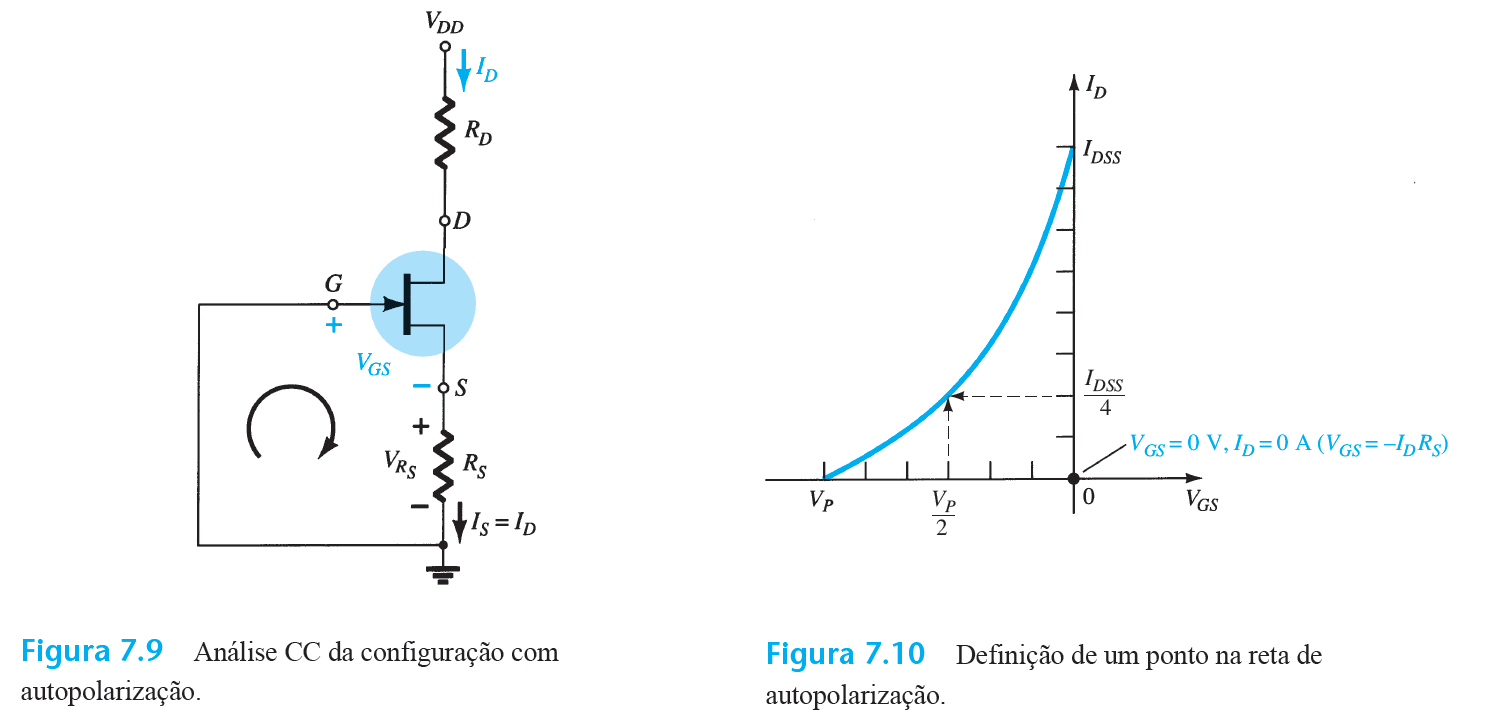 V_DD
I_D
R_D
D
G
+
V_GS
− S
+
V_RS R_S
−
I_S = I_D
Figura 7.9 Análise CC da configuração com
autopolarização.
I_D
I_DSS
I_DSS
4
V_GS = 0 V, I_D = 0 A (V_GS = −I_D R_S)
V_P
V_P
2
0
V_GS
Figura 7.10 Definição de um ponto na reta de
autopolarização.